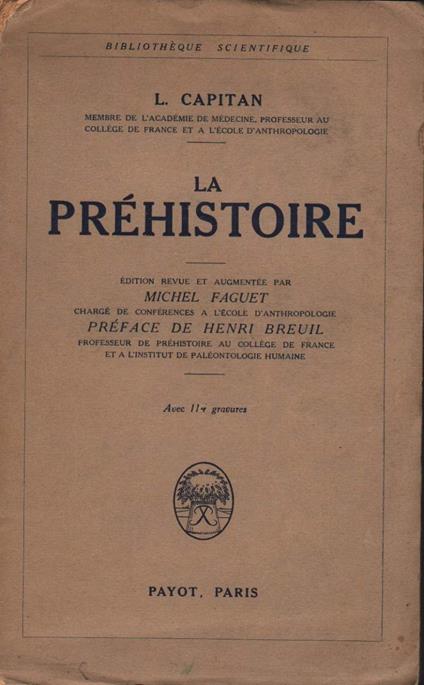 BIBLIOTHÈQUE SCIENTIFIQUE
L. CAPITAN
MEMBRE DE L'ACADÉMIE DE MÉDECINE, PROFESSEUR AU
COLLÈGE DE FRANCE ET A L'ÉCOLE D'ANTHROPOLOGIE
LA
PRÉHISTOIRE
ÉDITION REVUE ET AUGMENTÉE PAR
MICHEL FAGUET
CHARGÉ DE CONFÉRENCES A L'ÉCOLE D'ANTHROPOLOGIE
PRÉFACE DE HENRI BREUIL
PROFESSEUR DE PRÉHISTOIRE AU COLLÈGE DE FRANCE
ET A L'INSTITUT DE PALÉONTOLOGIE HUMAINE
Avec gravures
PAYOT, PARIS